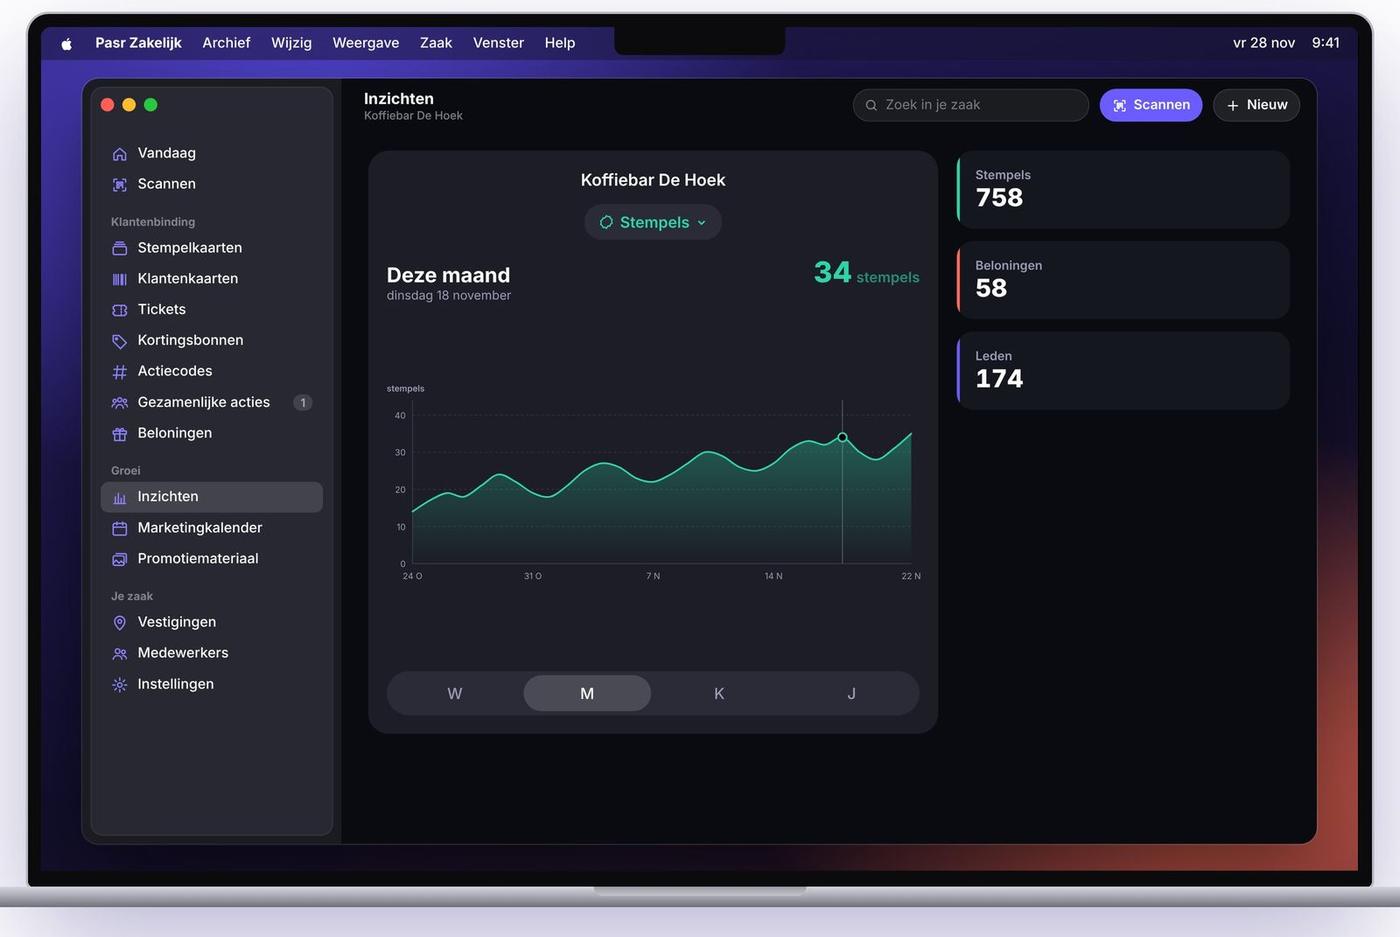 Pasr Zakelijk Archief Wijzig Weergave Zaak Venster Help
vr 28 nov 9:41
Vandaag
Scannen
Klantenbinding
Stempelkaarten
Klantenkaarten
Tickets
Kortingsbonnen
Actiecodes
Gezamenlijke acties 1
Beloningen
Groei
Inzichten
Marketingkalender
Promotiemateriaal
Je zaak
Vestigingen
Medewerkers
Instellingen
Inzichten
Koffiebar De Hoek
Zoek in je zaak
Scannen
Nieuw
Koffiebar De Hoek
Stempels
Deze maand
dinsdag 18 november
34 stempels
stempels
40
30
20
10
0
24 O 31 O 7 N 14 N 22 N
W M K J
Stempels
758
Beloningen
58
Leden
174